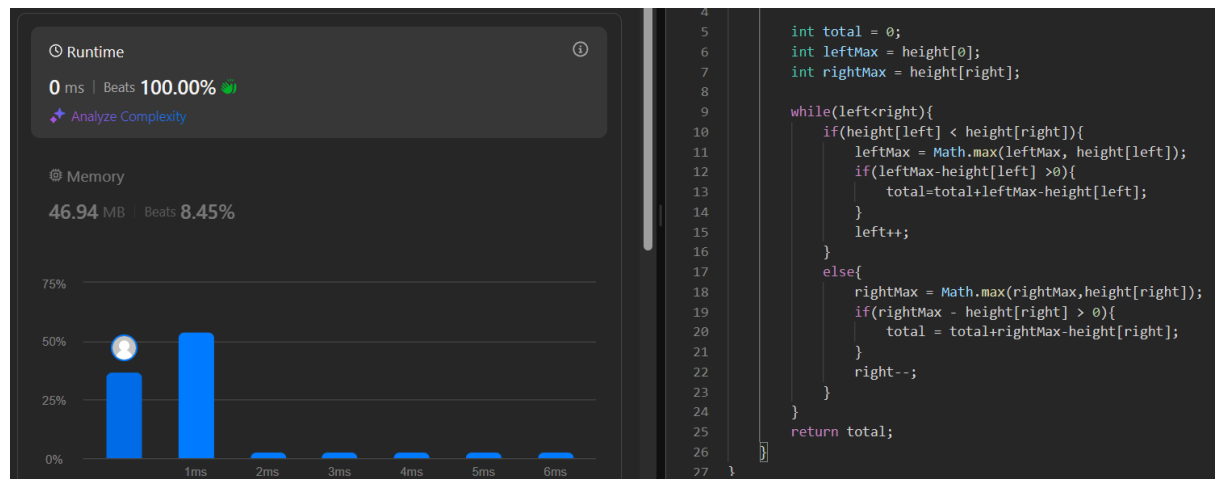 Runtime
0 ms | Beats 100.00%
Analyze Complexity
Memory
46.94 MB | Beats 8.45%
75%
50%
25%
0%
1ms 2ms 3ms 4ms 5ms 6ms
4
5 int total = 0;
6 int leftMax = height[0];
7 int rightMax = height[right];
8
9 while(left<right){
10 if(height[left] < height[right]){
11 leftMax = Math.max(leftMax, height[left]);
12 if(leftMax-height[left] >0){
13 total=total+leftMax-height[left];
14 }
15 left++;
16 }
17 else{
18 rightMax = Math.max(rightMax,height[right]);
19 if(rightMax - height[right] > 0){
20 total = total+rightMax-height[right];
21 }
22 right--;
23 }
24 }
25 return total;
26 }
27 }